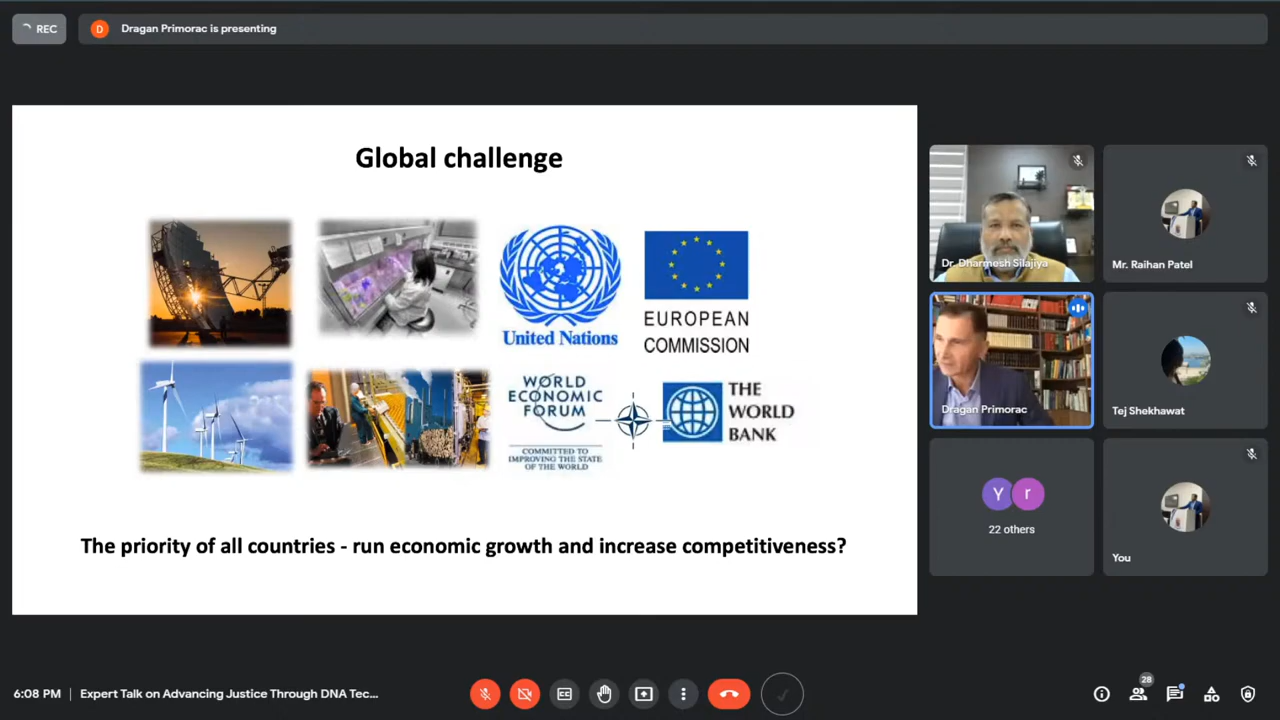 REC
D
Dragan Primorac is presenting
Global challenge
United Nations
EUROPEAN
COMMISSION
WORLD
ECONOMIC
FORUM
COMMITTED TO
IMPROVING THE STATE
OF THE WORLD
THE
WORLD
BANK
The priority of all countries - run economic growth and increase competitiveness?
Dr. Dharmesh Silajiya
Mr. Raihan Patel
Dragan Primorac
Tej Shekhawat
Y
r
22 others
You
6:08 PM
Expert Talk on Advancing Justice Through DNA Tec...
CC
28